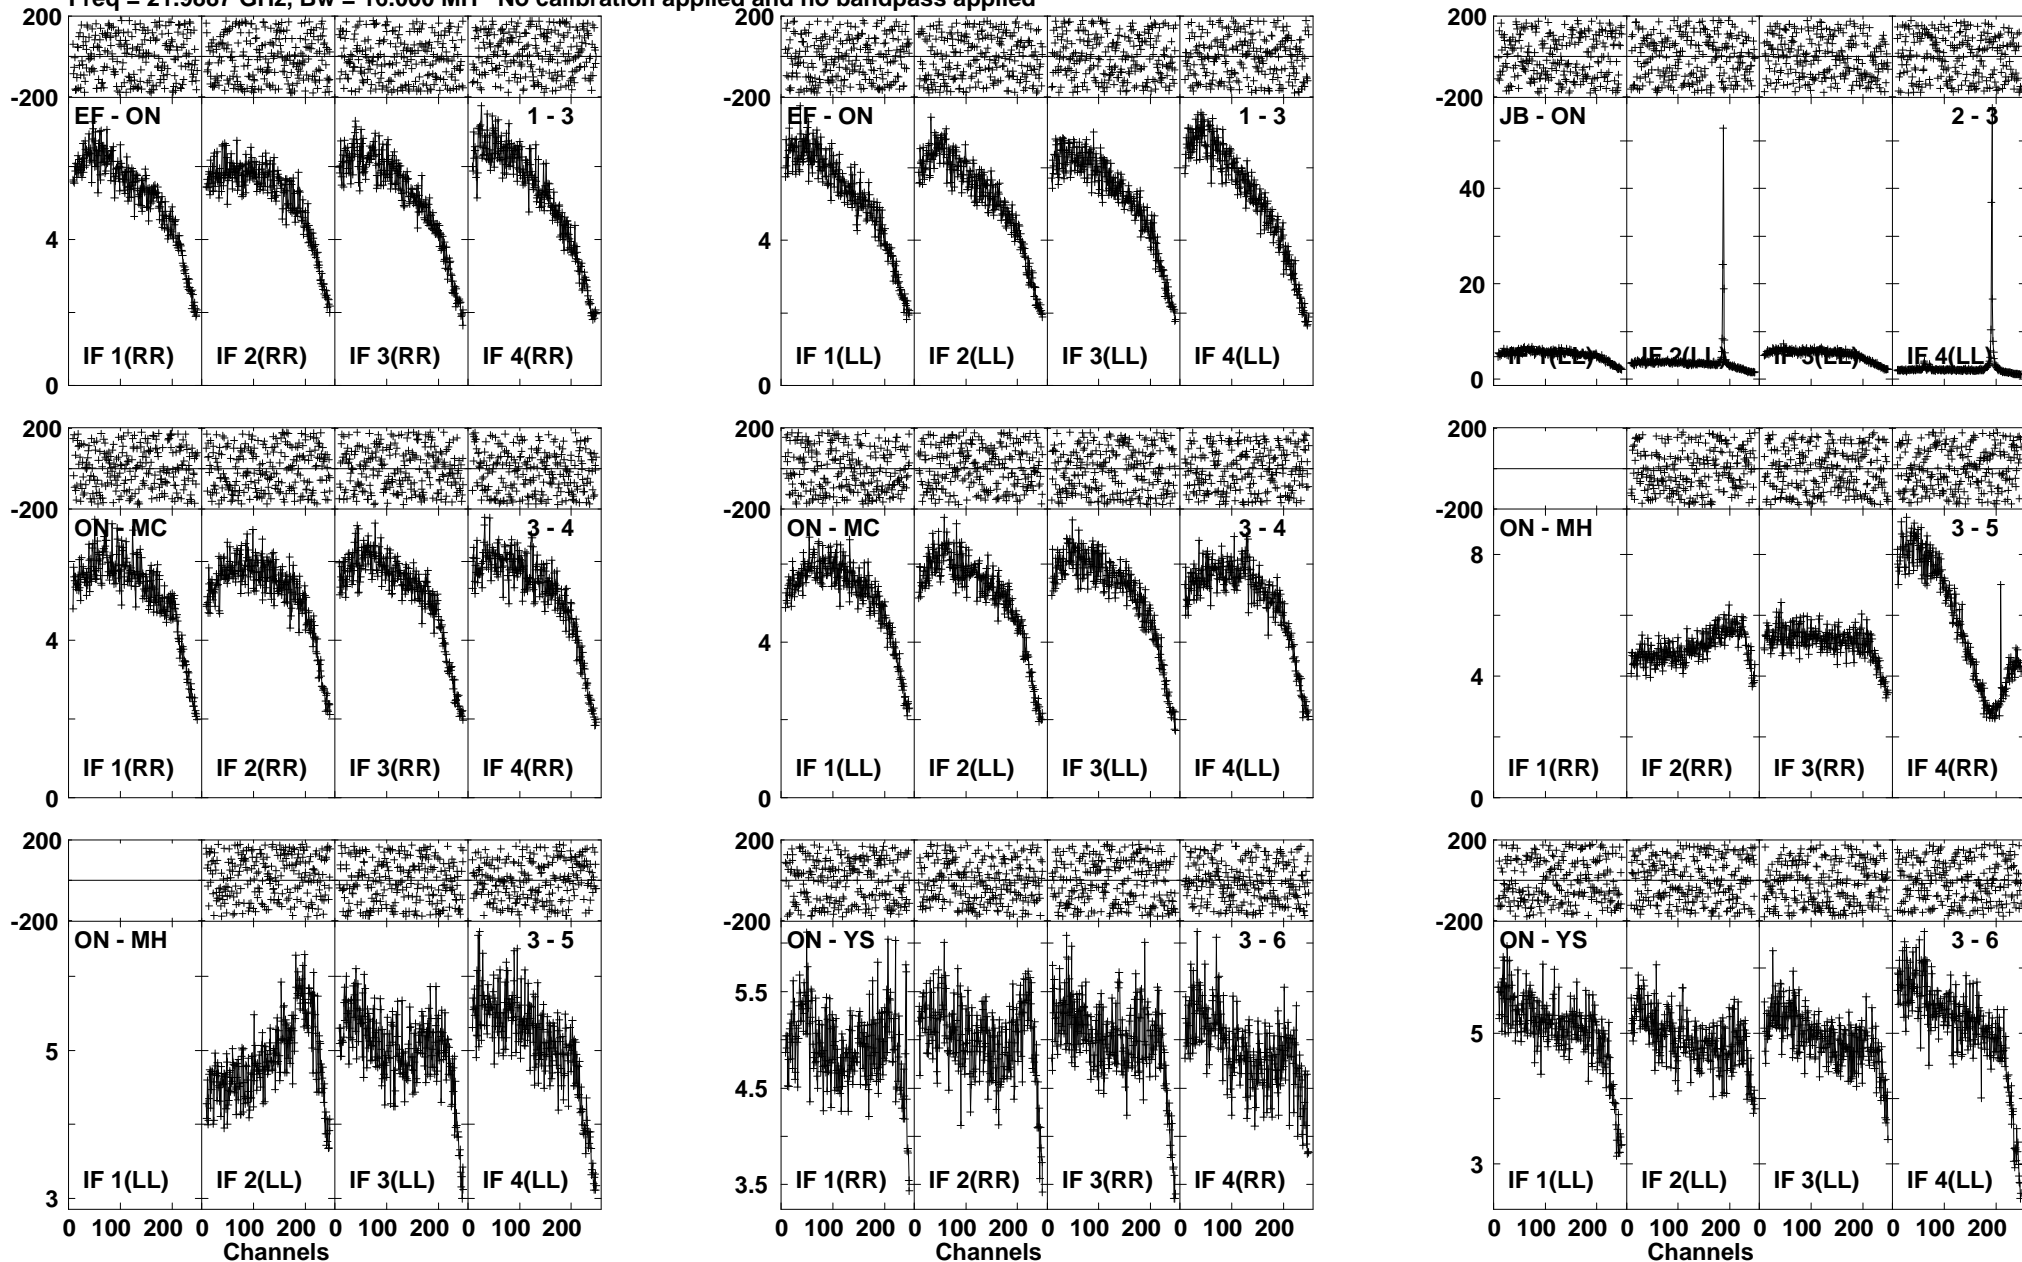 Freq = 21.9887 GHz, Bw = 16.000 MH No calibration applied and no bandpass applied
200
-200
EF - ON 1 - 3
4
0
IF 1(RR) IF 2(RR) IF 3(RR) IF 4(RR)
-200
EF - ON 1 - 3
4
0
IF 1(LL) IF 2(LL) IF 3(LL) IF 4(LL)
200
-200
JB - ON 2 - 3
40
20
0
IF 2(LL) IF 3(LL) IF 4(LL)
200
-200
ON - MC 3 - 4
4
0
IF 1(RR) IF 2(RR) IF 3(RR) IF 4(RR)
200
-200
ON - MC 3 - 4
4
0
IF 1(LL) IF 2(LL) IF 3(LL) IF 4(LL)
200
-200
ON - MH 3 - 5
8
4
0
IF 1(RR) IF 2(RR) IF 3(RR) IF 4(RR)
200
-200
ON - MH 3 - 5
5
3
IF 1(LL) IF 2(LL) IF 3(LL) IF 4(LL)
0 100 200 0 100 200 0 100 200 0 100 200
Channels
200
-200
ON - YS 3 - 6
5.5
4.5
3.5
IF 1(RR) IF 2(RR) IF 3(RR) IF 4(RR)
0 100 200 0 100 200 0 100 200 0 100 200
200
-200
ON - YS 3 - 6
5
3
IF 1(LL) IF 2(LL) IF 3(LL) IF 4(LL)
0 100 200 0 100 200 0 100 200 0 100 200
Channels